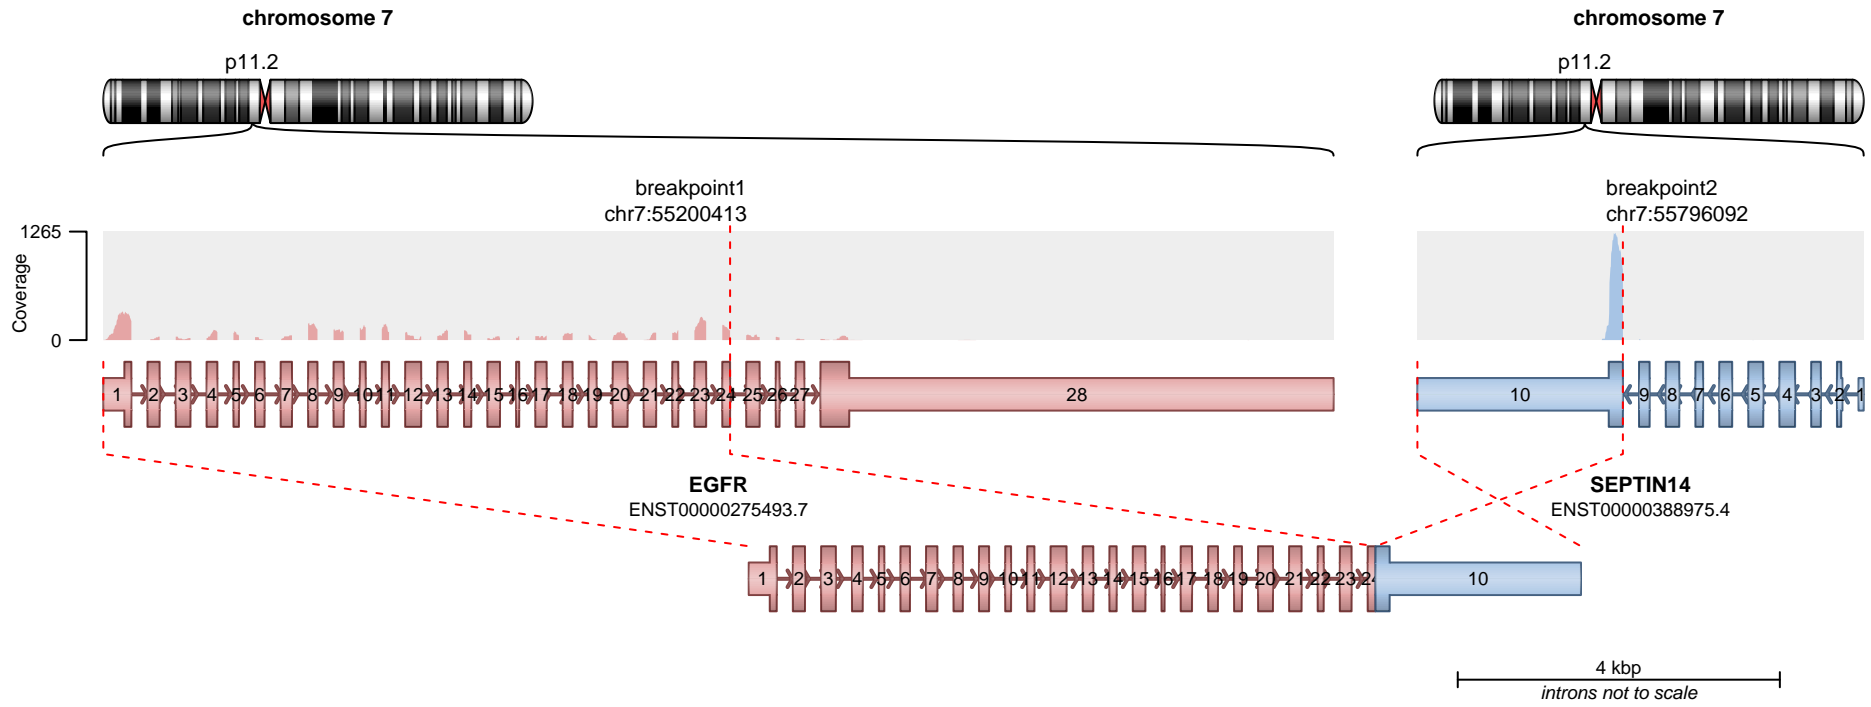 chromosome 7
chromosome 7
p11.2
p11.2
breakpoint1
chr7:55200413
breakpoint2
chr7:55796092
1265
Coverage
0
1 2 3 4 5 6 7 8 9 10 11 12 13 14 15 16 17 18 19 20 21 22 23 24 25 26 27 28
10 9 8 7 6 5 4 3 2 1
EGFR
ENST00000275493.7
SEPTIN14
ENST00000388975.4
1 2 3 4 5 6 7 8 9 10 11 12 13 14 15 16 17 18 19 20 21 22 23 24 10
4 kbp
introns not to scale